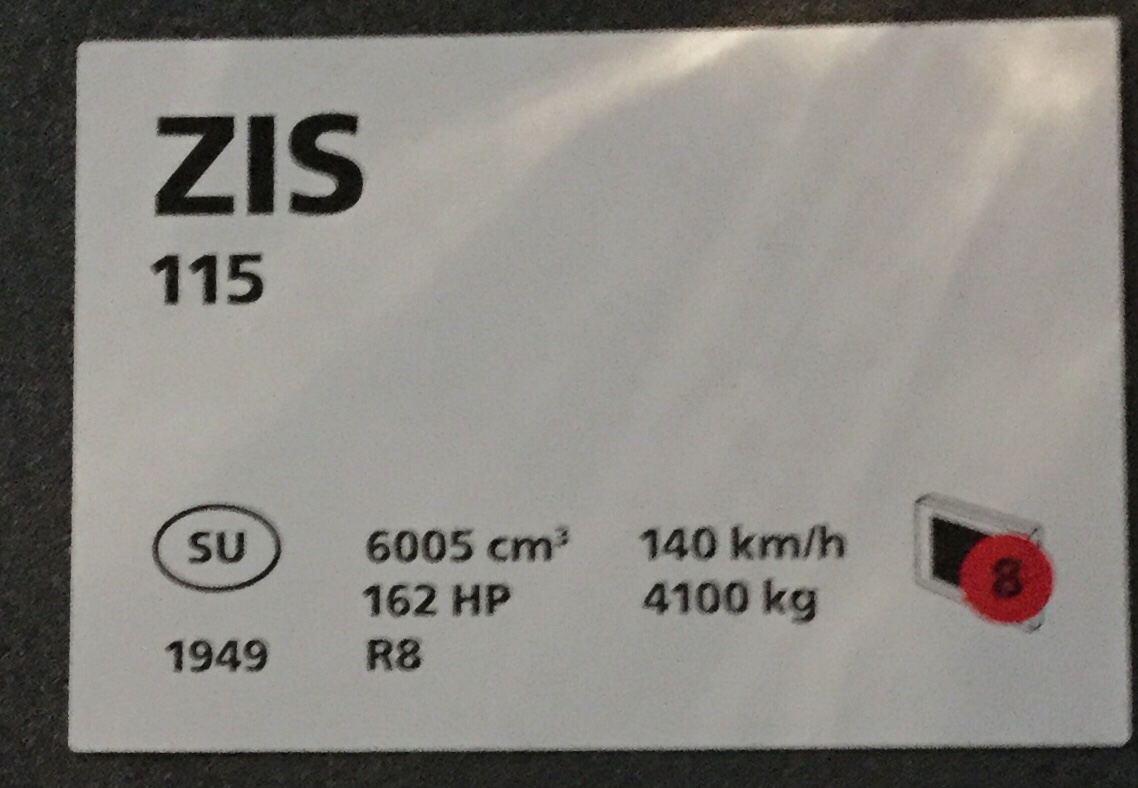 ZIS
115
SU
1949
6005 cm³
162 HP
R8
140 km/h
4100 kg
8